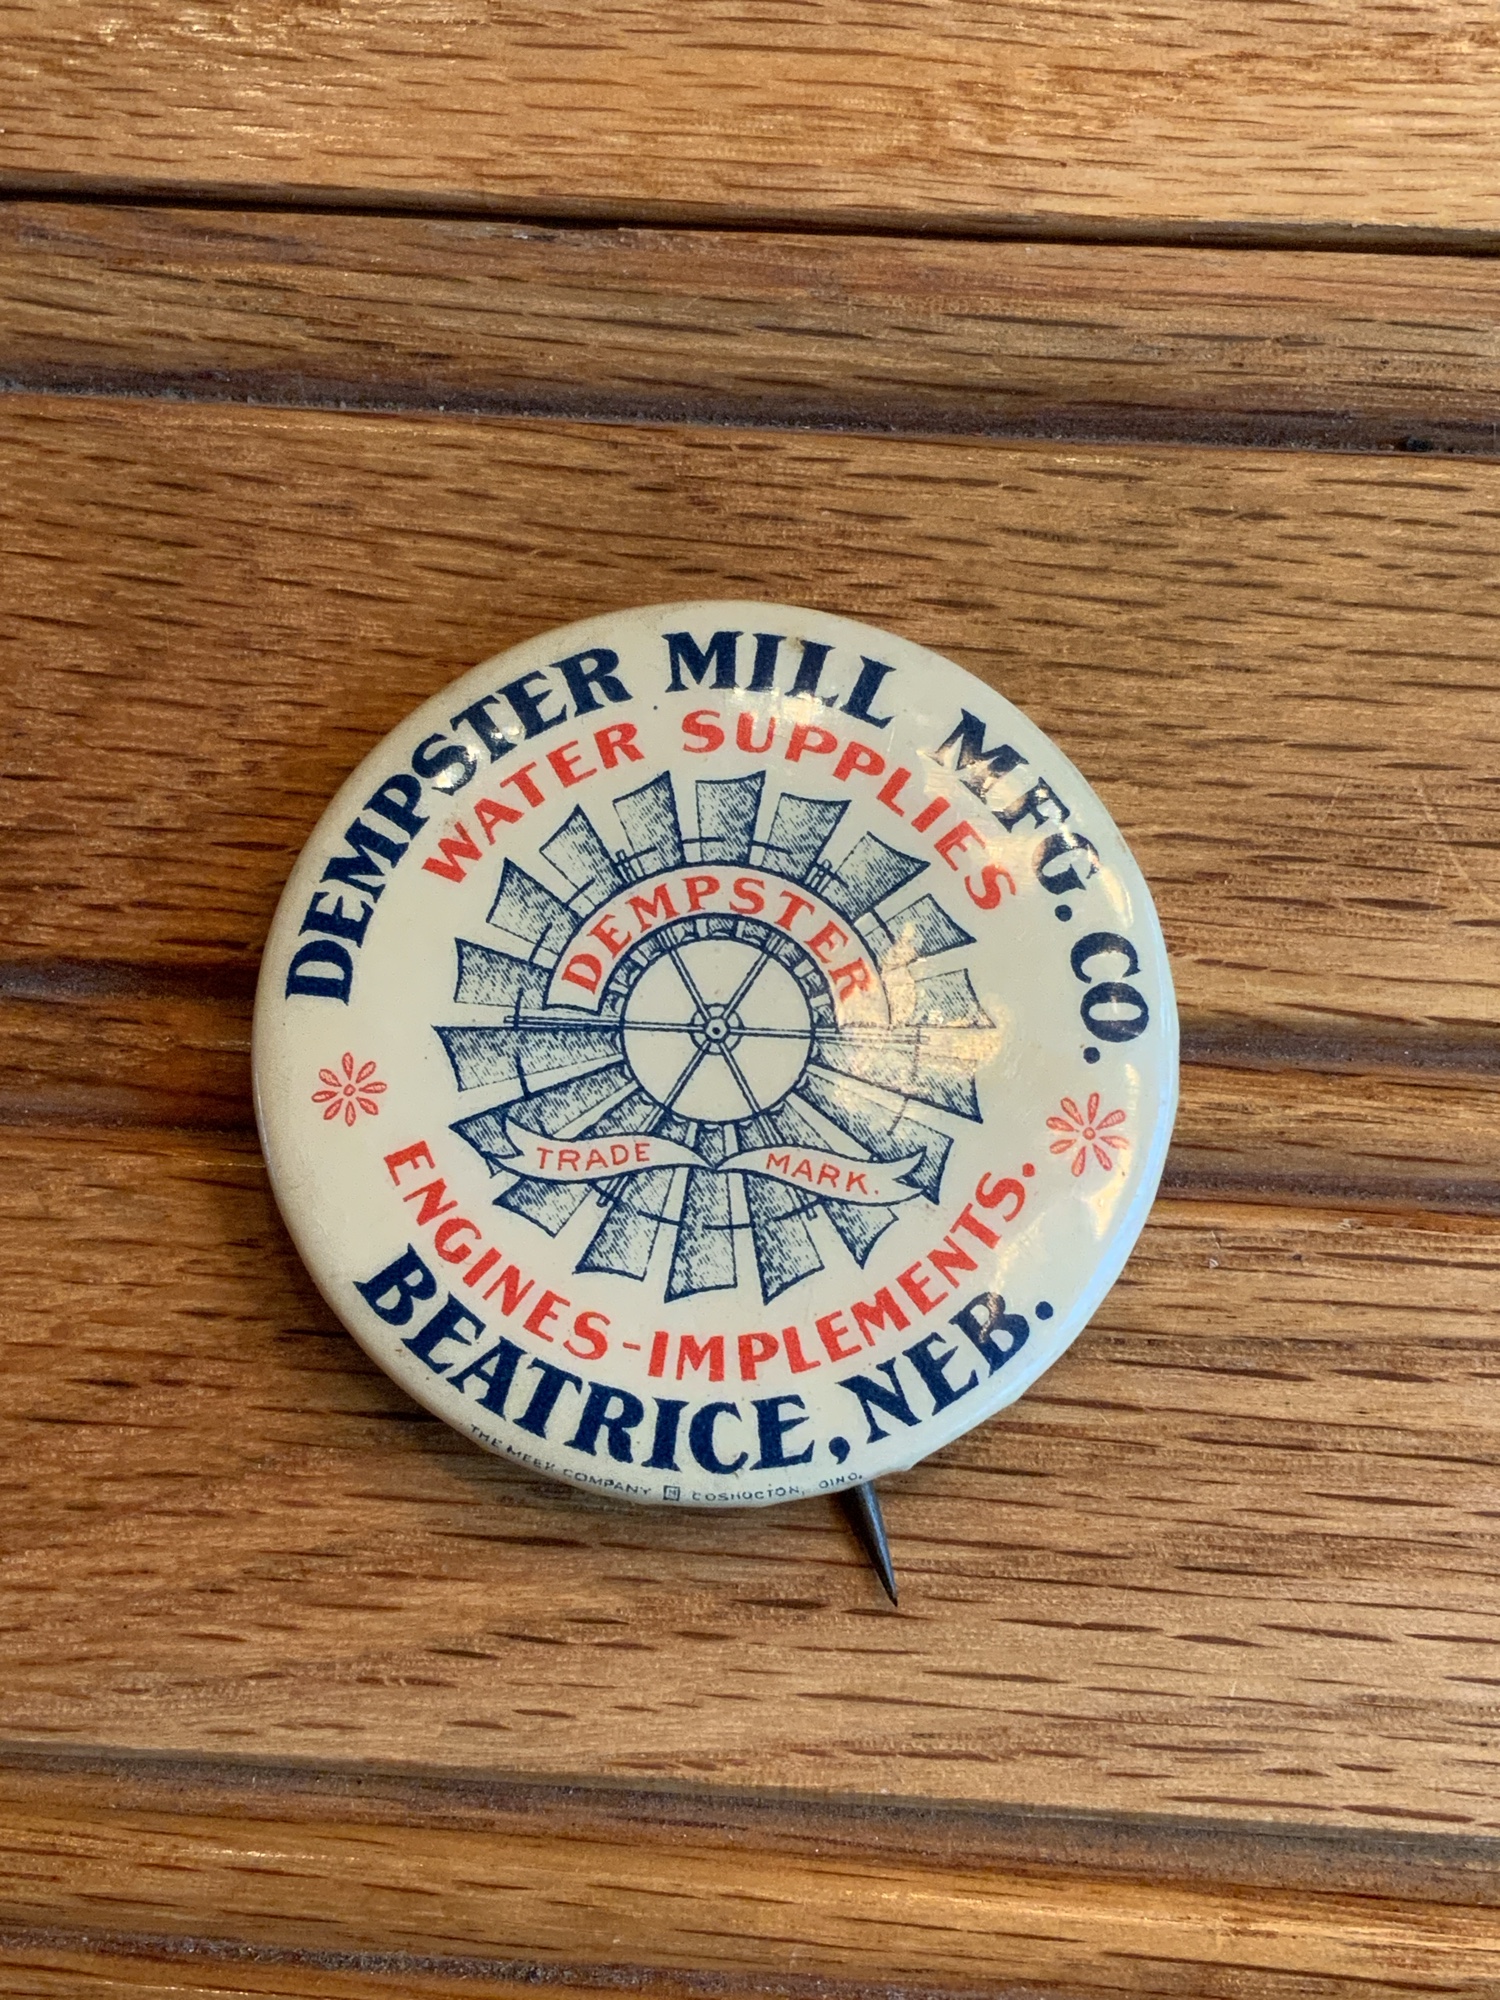 DEMPSTER MILL MFG. CO.
WATER SUPPLIES
DEMPSTER
TRADE MARK.
ENGINES-IMPLEMENTS.
BEATRICE, NEB.
THE MEEK COMPANY COSHOCTON, OHIO.